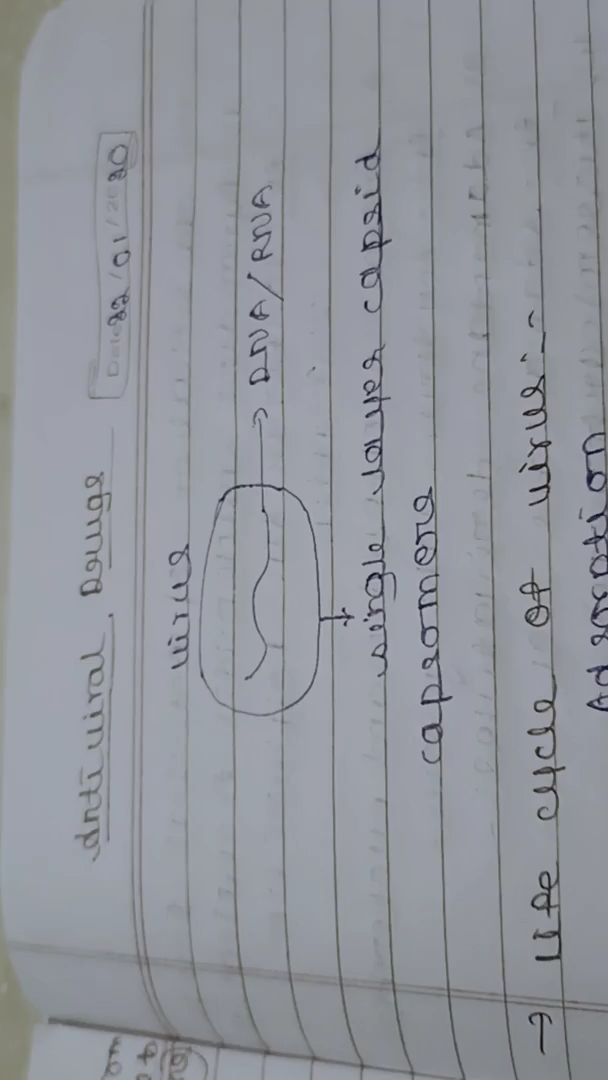 Antiviral Drugs
Date 22/01/2020
virus
→ DNA/RNA
single layer capsid
capsomere
→ life cycle of virus:-
Adsorption